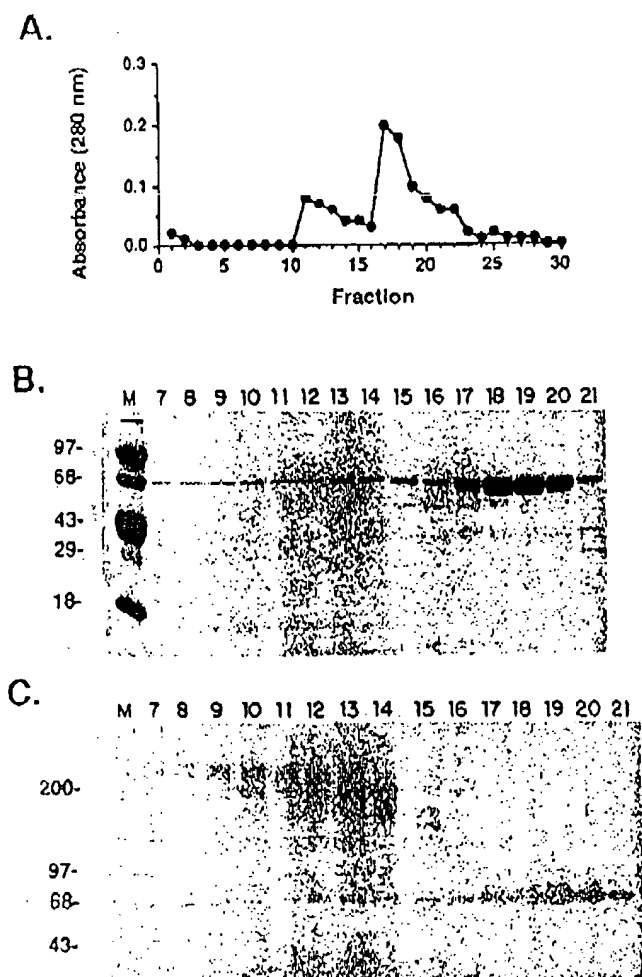 A.
0.3
0.2
0.1
0.0
Absorbance (280 nm)
0 5 10 15 20 25 30
Fraction
B.
M 7 8 9 10 11 12 13 14 15 16 17 18 19 20 21
97-
68-
43-
29-
18-
C.
M 7 8 9 10 11 12 13 14 15 16 17 18 19 20 21
200-
97-
68-
43-